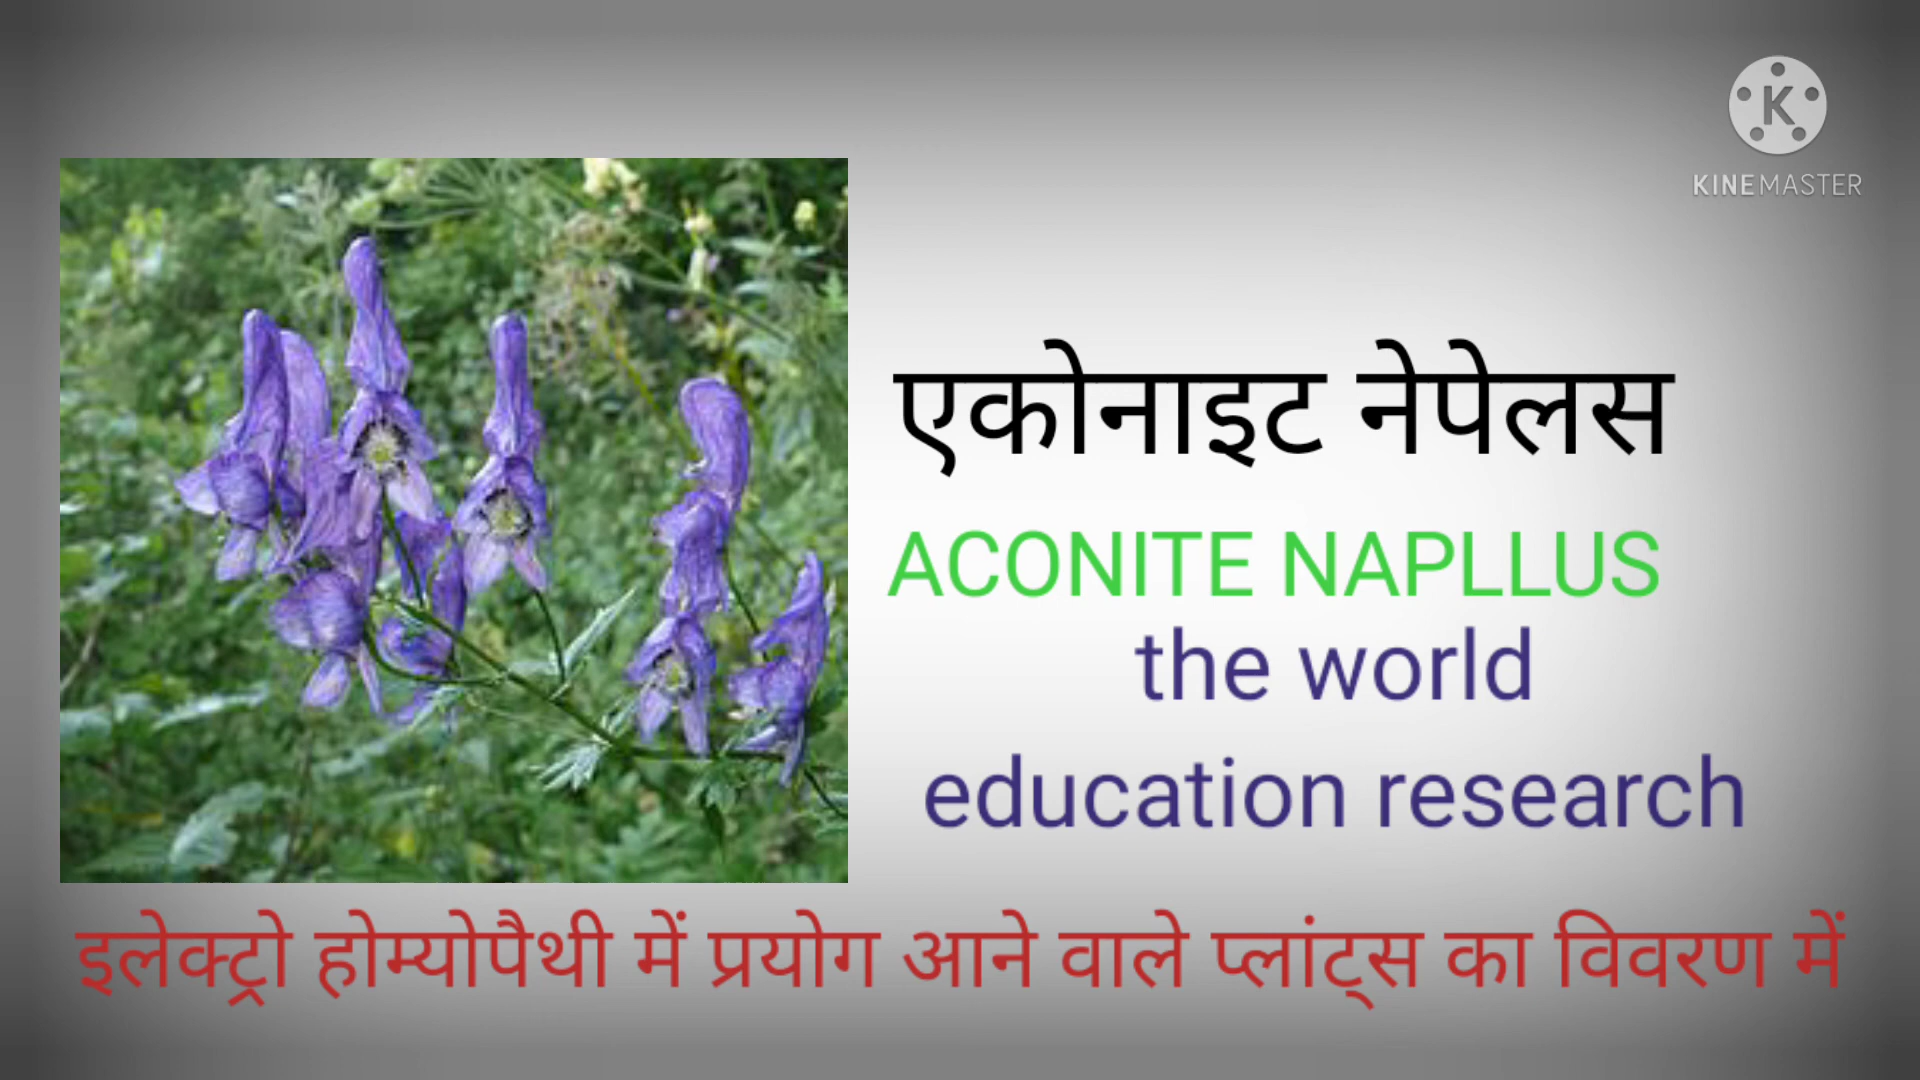 KINEMASTER
एकोनाइट नेपेलस
ACONITE NAPLLUS
the world
education research
इलेक्ट्रो होम्योपैथी में प्रयोग आने वाले प्लांट्स का विवरण में